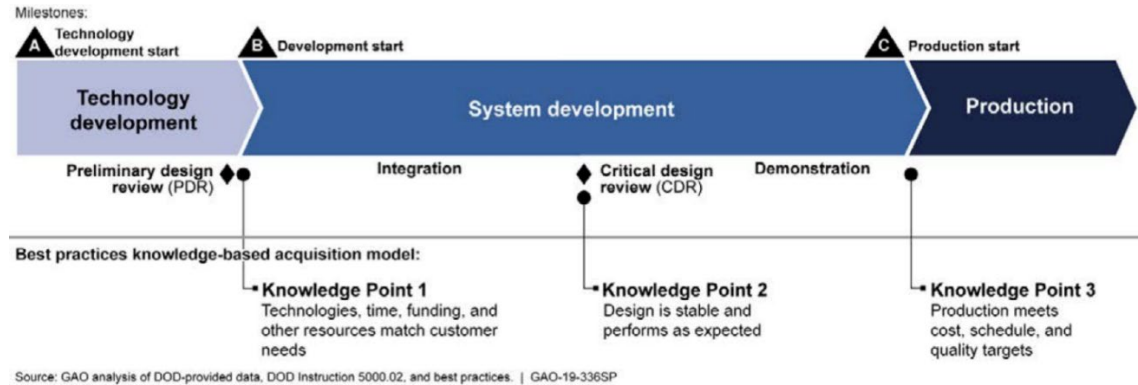 Milestones:
A
Technology
development start
B
Development start
C
Production start
Technology
development
System development
Production
Preliminary design
review (PDR)
Integration
Critical design
review (CDR)
Demonstration
Best practices knowledge-based acquisition model:
Knowledge Point 1
Technologies, time, funding, and
other resources match customer
needs
Knowledge Point 2
Design is stable and
performs as expected
Knowledge Point 3
Production meets
cost, schedule, and
quality targets
Source: GAO analysis of DOD-provided data, DOD Instruction 5000.02, and best practices. | GAO-19-336SP